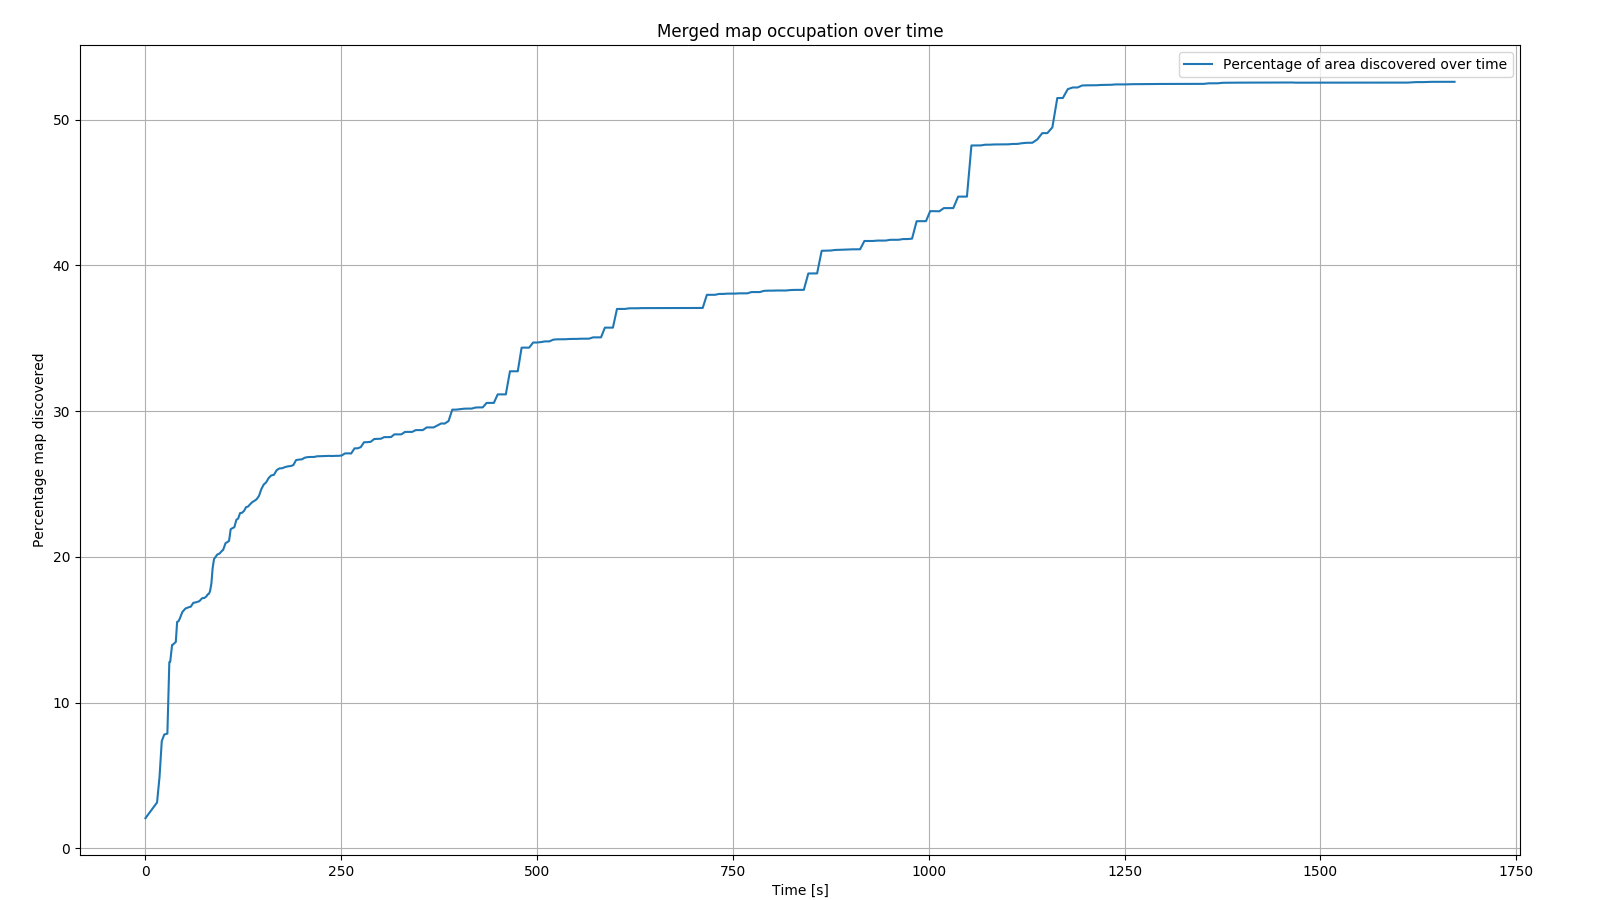 Merged map occupation over time
Percentage of area discovered over time
Percentage map discovered
50
40
30
20
10
0
0 250 500 750 1000 1250 1500 1750
Time [s]